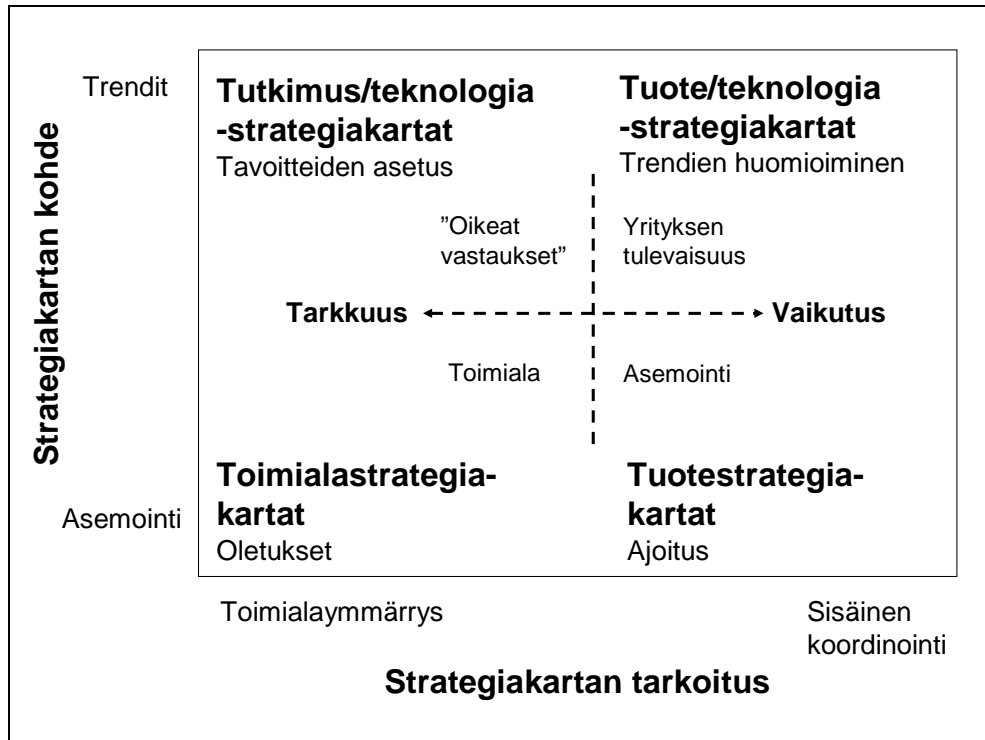 Trendit
Tutkimus/teknologia
-strategiakartat
Tavoitteiden asetus
Tuote/teknologia
-strategiakartat
Trendien huomioiminen
Strategiakartan kohde
”Oikeat
vastaukset”
Yrityksen
tulevaisuus
Tarkkuus
Vaikutus
Toimiala
Asemointi
Toimialastrategia-
kartat
Oletukset
Tuotestrategia-
kartat
Ajoitus
Asemointi
Toimialaymmärrys
Sisäinen
koordinointi
Strategiakartan tarkoitus